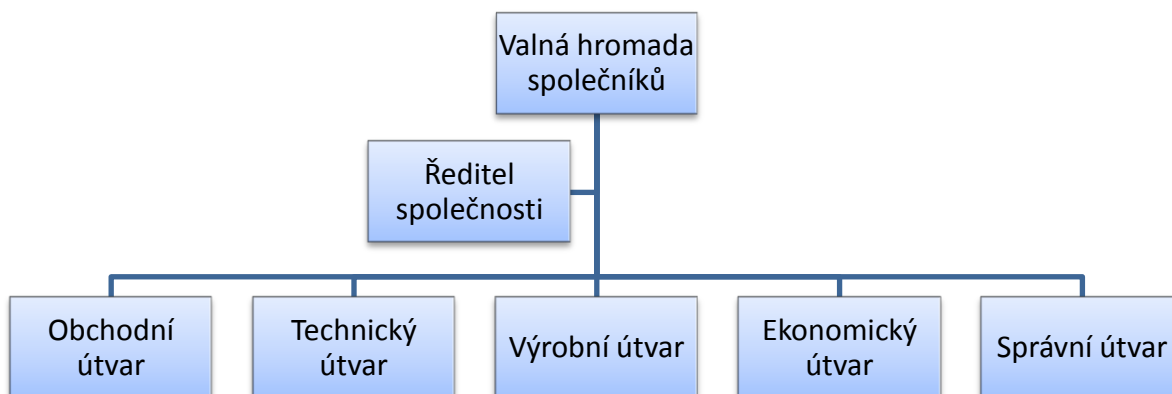 Valná hromada
společníků
Ředitel
společnosti
Obchodní
útvar
Technický
útvar
Výrobní útvar
Ekonomický
útvar
Správní útvar